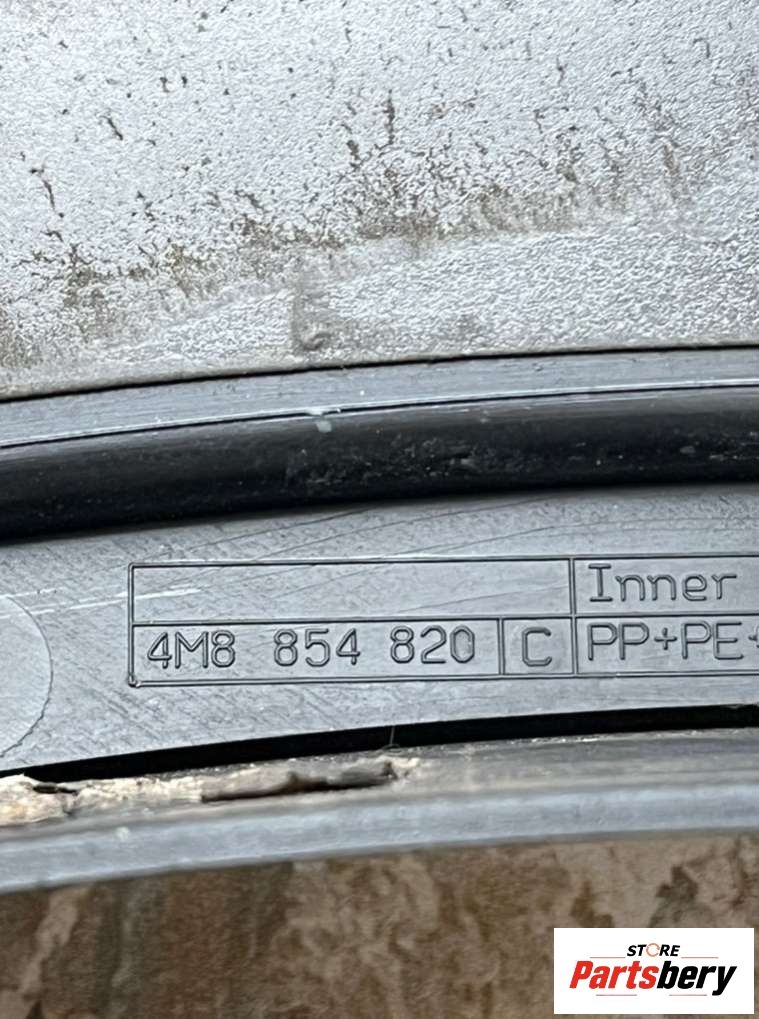 Inner
4M8 854 820 C PP+PE+
STORE
Partsbery